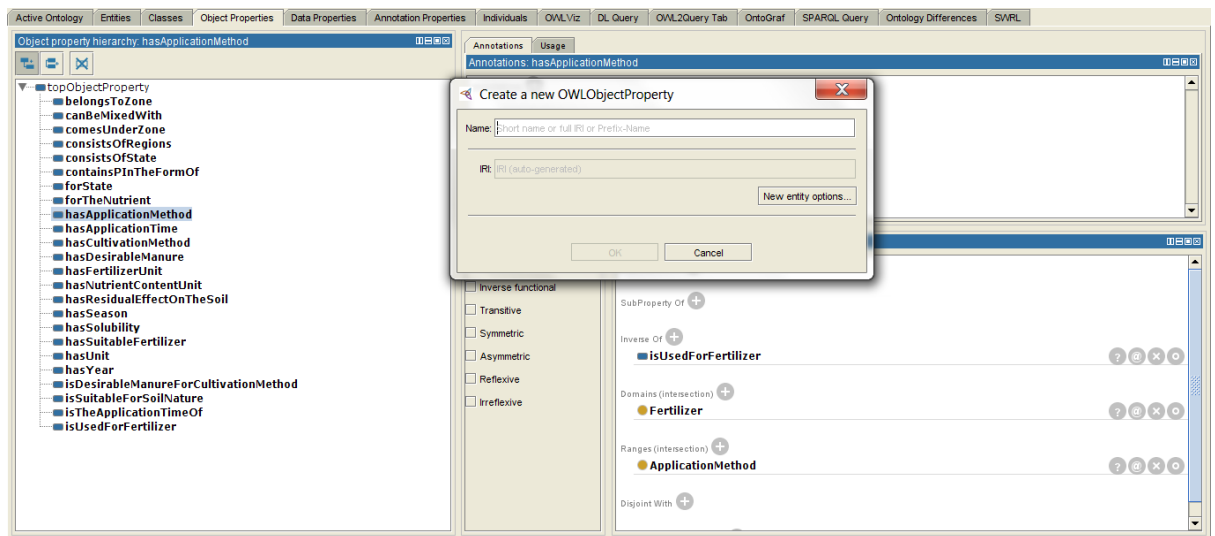 Active Ontology Entities Classes Object Properties Data Properties Annotation Properties Individuals OWLViz DL Query OWL2Query Tab OntoGraf SPARQL Query Ontology Differences SWRL
Object property hierarchy: hasApplicationMethod
topObjectProperty
belongsToZone
canBeMixedWith
comesUnderZone
consistsOfRegions
consistsOfState
containsPInTheFormOf
forState
forTheNutrient
hasApplicationMethod
hasApplicationTime
hasCultivationMethod
hasDesirableManure
hasFertilizerUnit
hasNutrientContentUnit
hasResidualEffectOnTheSoil
hasSeason
hasSolubility
hasSuitableFertilizer
hasUnit
hasYear
isDesirableManureForCultivationMethod
isSuitableForSoilNature
isTheApplicationTimeOf
isUsedForFertilizer
Annotations Usage
Annotations: hasApplicationMethod
Create a new OWLObjectProperty
X
Name: Short name or full IRI or Prefix-Name
IRI: IRI (auto-generated)
New entity options...
OK Cancel
Inverse functional
Transitive
Symmetric
Asymmetric
Reflexive
Irreflexive
SubProperty Of
Inverse Of
isUsedForFertilizer
Domains (intersection)
Fertilizer
Ranges (intersection)
ApplicationMethod
Disjoint With